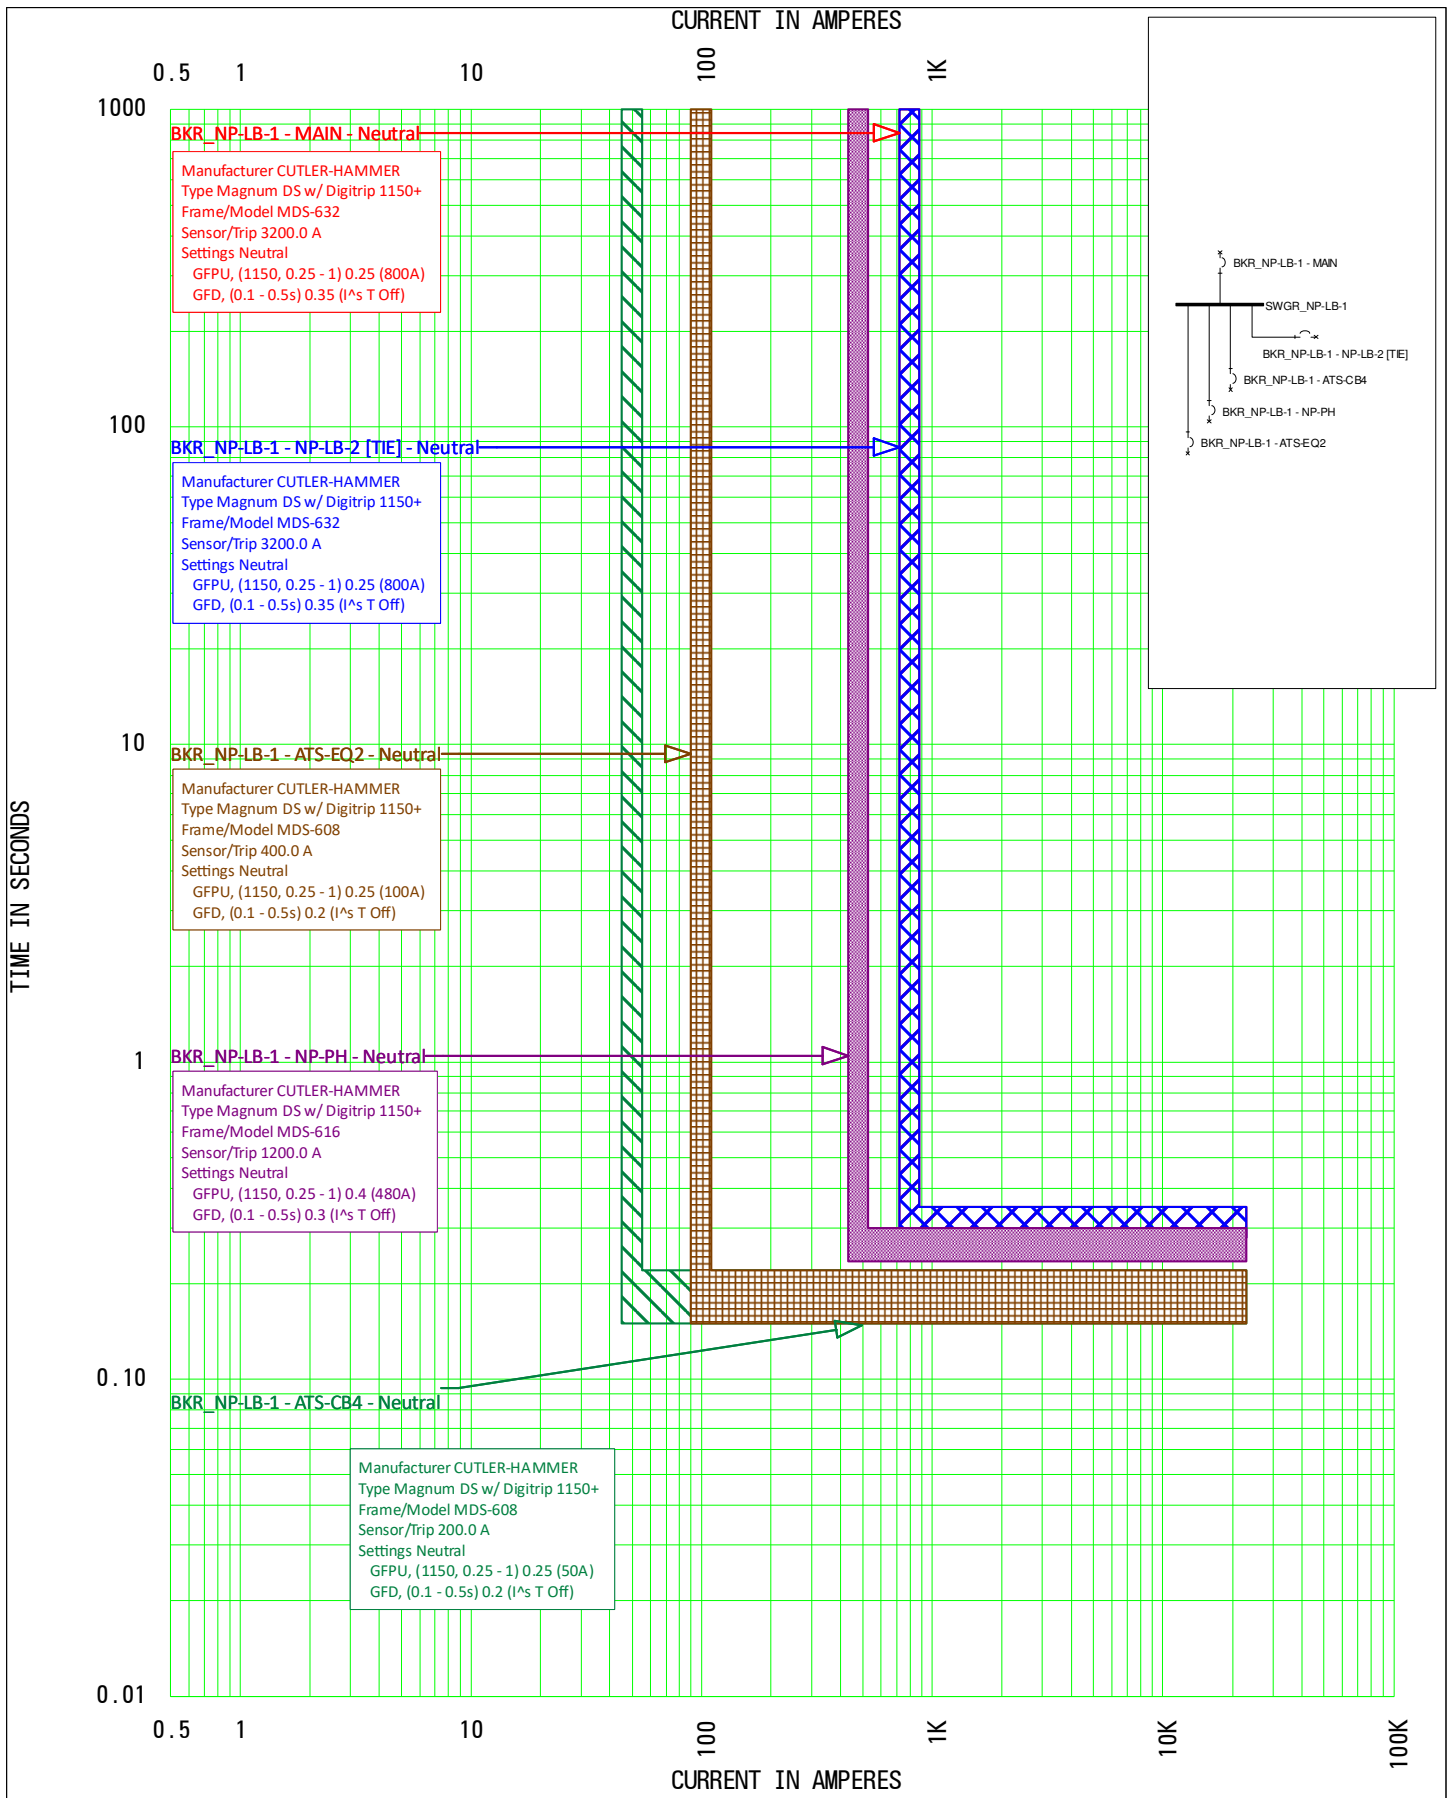 CURRENT IN AMPERES
0.5 1 10 100 1K
1000
100
10
1
0.10
0.01
TIME IN SECONDS
BKR_NP-LB-1 - MAIN - Neutral
Manufacturer CUTLER-HAMMER
Type Magnum DS w/ Digitrip 1150+
Frame/Model MDS-632
Sensor/Trip 3200.0 A
Settings Neutral
GFPU, (1150, 0.25 - 1) 0.25 (800A)
GFD, (0.1 - 0.5s) 0.35 (I^s T Off)
BKR_NP-LB-1 - NP-LB-2 [TIE] - Neutral
Manufacturer CUTLER-HAMMER
Type Magnum DS w/ Digitrip 1150+
Frame/Model MDS-632
Sensor/Trip 3200.0 A
Settings Neutral
GFPU, (1150, 0.25 - 1) 0.25 (800A)
GFD, (0.1 - 0.5s) 0.35 (I^s T Off)
BKR_NP-LB-1 - ATS-EQ2 - Neutral
Manufacturer CUTLER-HAMMER
Type Magnum DS w/ Digitrip 1150+
Frame/Model MDS-608
Sensor/Trip 400.0 A
Settings Neutral
GFPU, (1150, 0.25 - 1) 0.25 (100A)
GFD, (0.1 - 0.5s) 0.2 (I^s T Off)
BKR_NP-LB-1 - NP-PH - Neutral
Manufacturer CUTLER-HAMMER
Type Magnum DS w/ Digitrip 1150+
Frame/Model MDS-616
Sensor/Trip 1200.0 A
Settings Neutral
GFPU, (1150, 0.25 - 1) 0.4 (480A)
GFD, (0.1 - 0.5s) 0.3 (I^s T Off)
BKR_NP-LB-1 - ATS-CB4 - Neutral
Manufacturer CUTLER-HAMMER
Type Magnum DS w/ Digitrip 1150+
Frame/Model MDS-608
Sensor/Trip 200.0 A
Settings Neutral
GFPU, (1150, 0.25 - 1) 0.25 (50A)
GFD, (0.1 - 0.5s) 0.2 (I^s T Off)
BKR_NP-LB-1 - MAIN
SWGR_NP-LB-1
BKR_NP-LB-1 - NP-LB-2 [TIE]
BKR_NP-LB-1 - ATS-CB4
BKR_NP-LB-1 - NP-PH
BKR_NP-LB-1 - ATS-EQ2
0.5 1 10 100 1K 10K 100K
CURRENT IN AMPERES